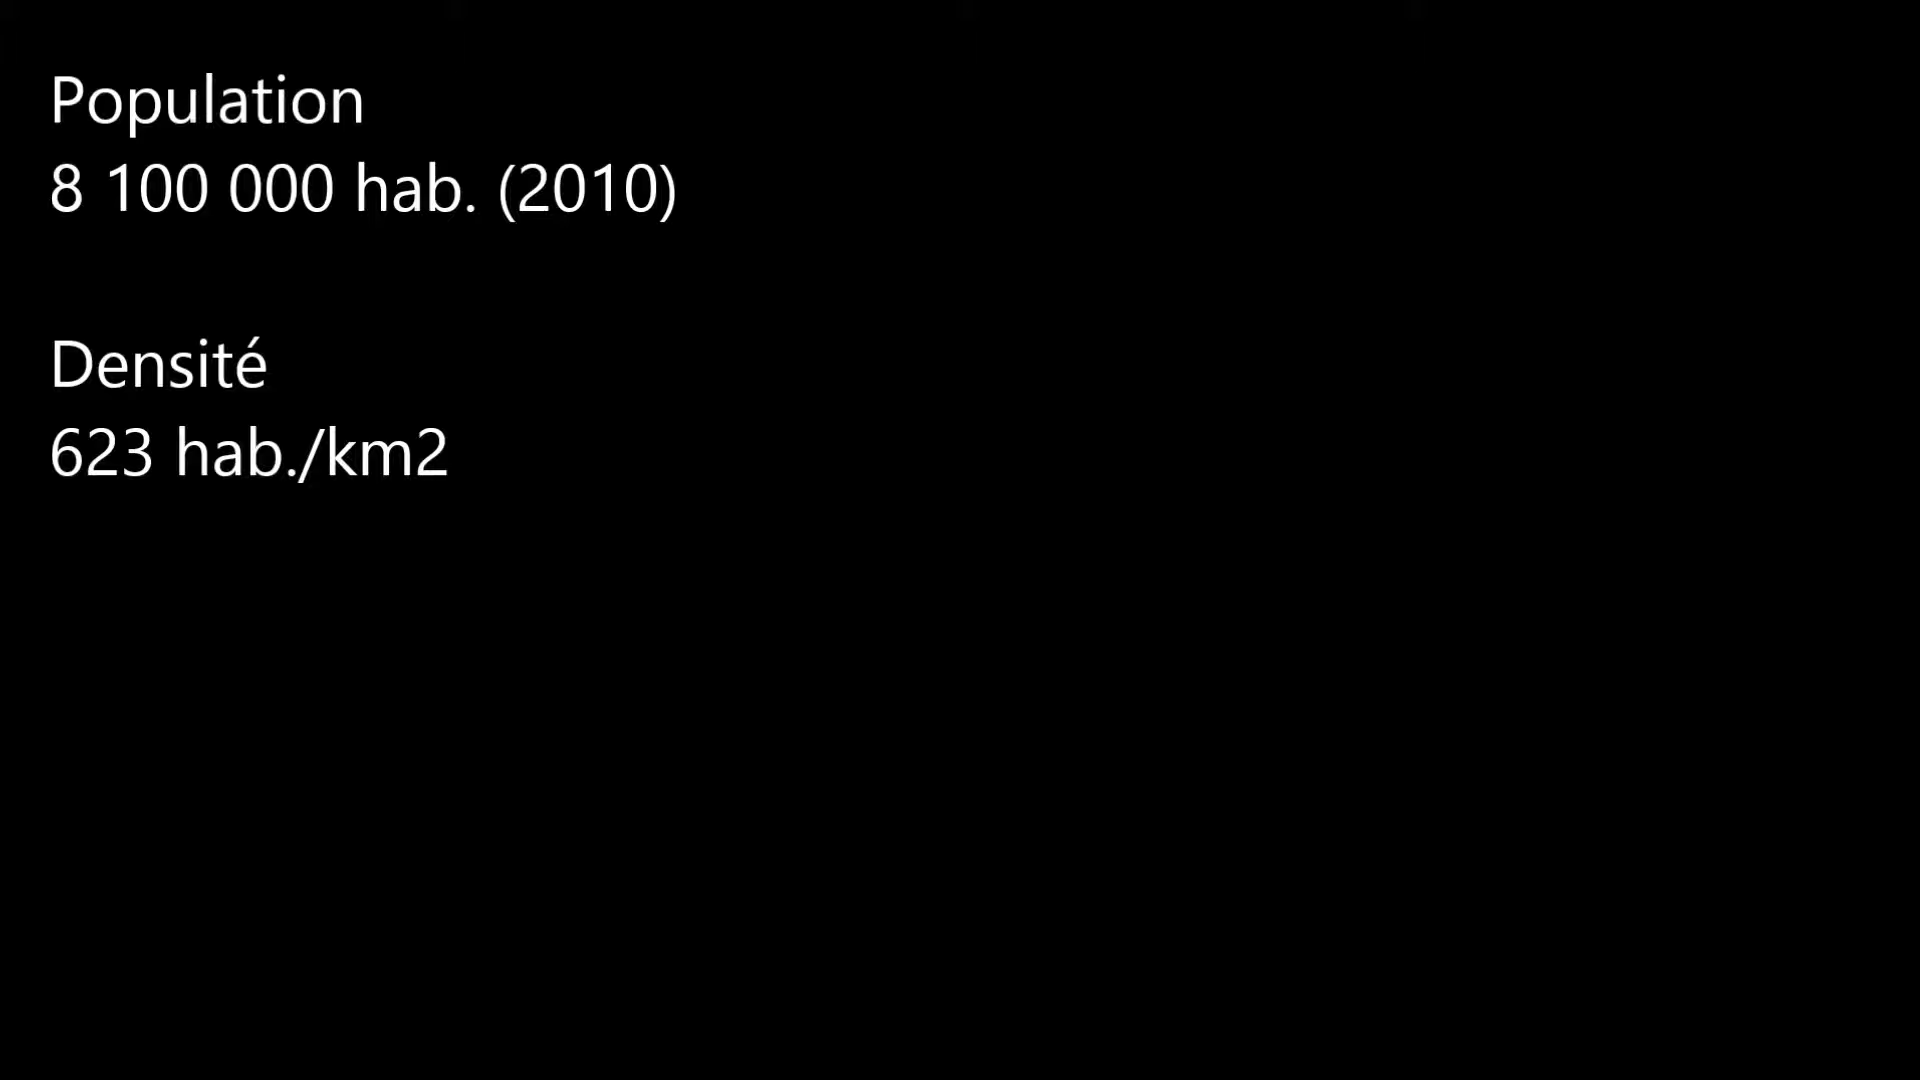 Population
8 100 000 hab. (2010)
Densité
623 hab./km2